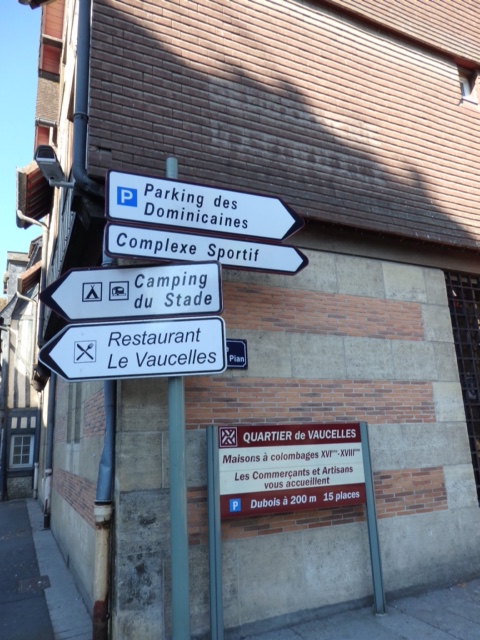 P Parking des
Dominicaines
Complexe Sportif
Camping
du Stade
Restaurant
Le Vaucelles
Pian
QUARTIER de VAUCELLES
Maisons à colombages XVIème-XVIIIème
Les Commerçants et Artisans
vous accueillent
P Dubois à 200 m 15 places